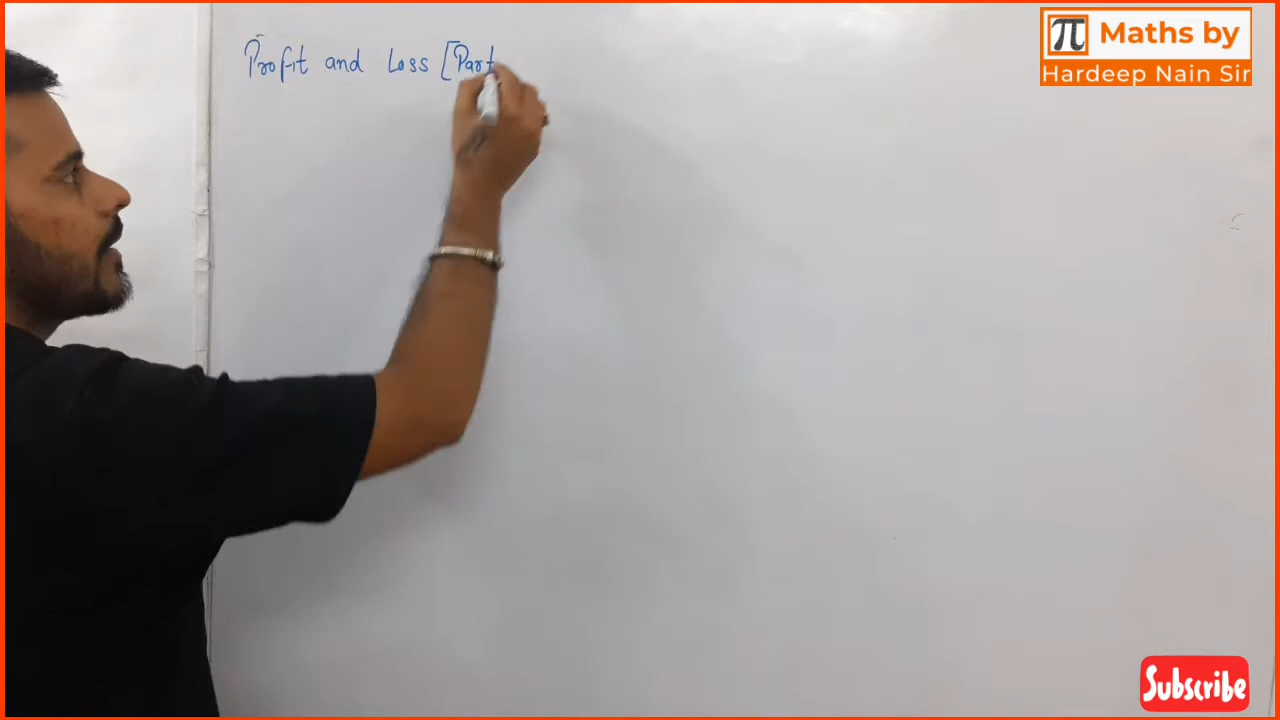 Profit and Loss [Part
π Maths by
Hardeep Nain Sir
Subscribe